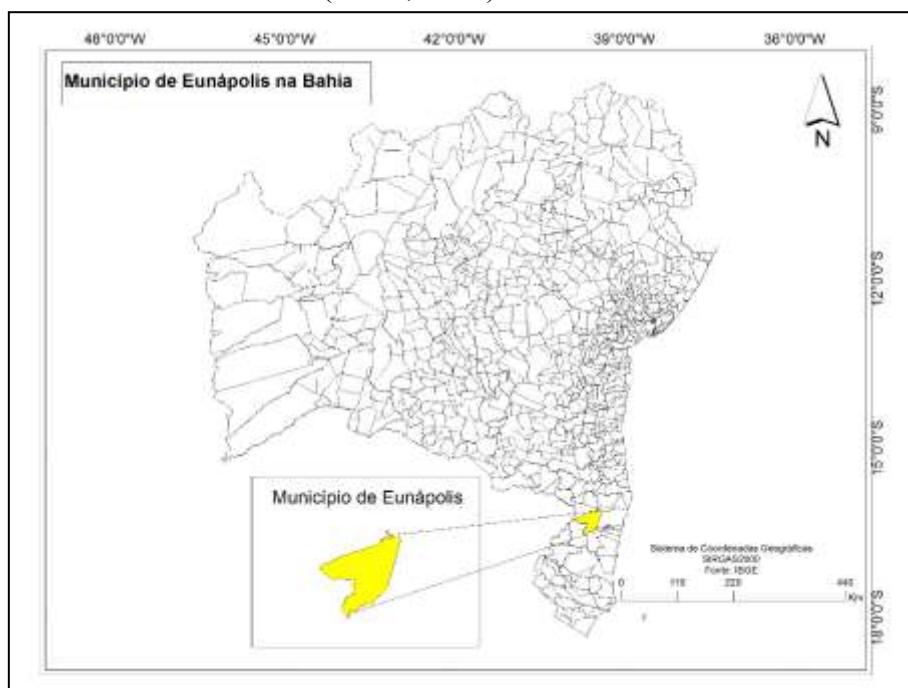 48°0'0"W 45°0'0"W 42°0'0"W 39°0'0"W 36°0'0"W
Município de Eunápolis na Bahia
N
9°0'0"S
12°0'0"S
15°0'0"S
Município de Eunápolis
Sistema de Coordenadas Geográficas
SIRGAS2000
Fonte: IBGE
0 110 220 440
Km
18°0'0"S